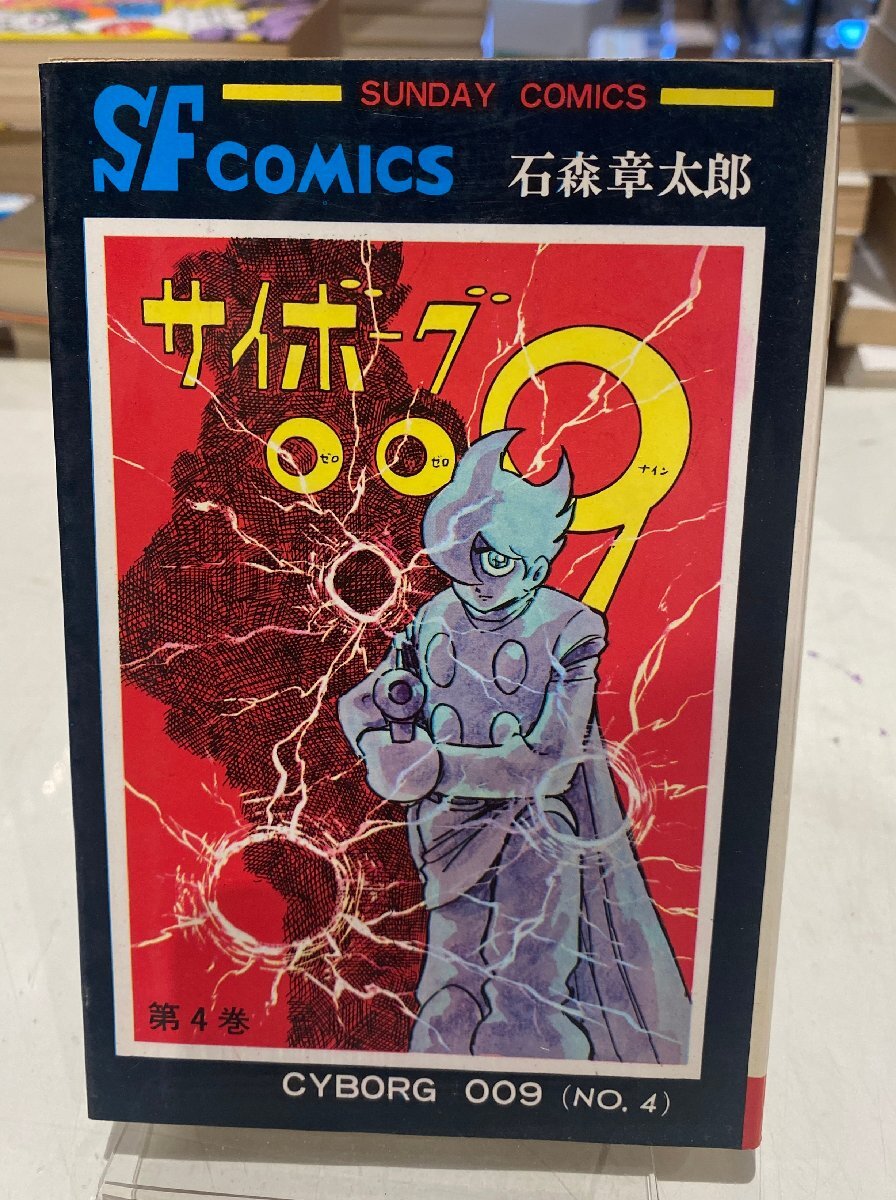 SUNDAY COMICS
SF COMICS
石森章太郎
サイボーグ
009
ゼロ ゼロ ナイン
第4巻
CYBORG 009 (NO. 4)